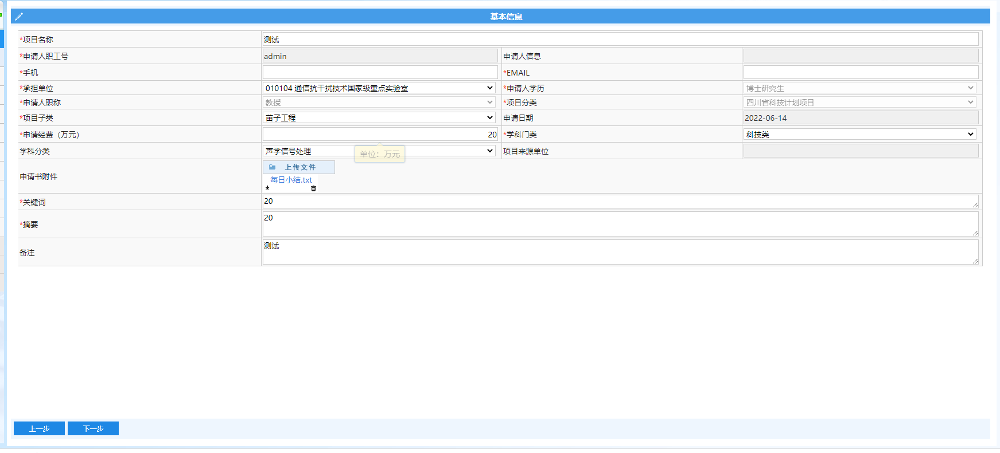 基本信息
*项目名称 测试
*申请人职工号 admin 申请人信息
*手机 *EMAIL
*承担单位 010104 通信抗干扰技术国家级重点实验室 *申请人学历 博士研究生
*申请人职称 教授 *项目分类 四川省科技计划项目
*项目子类 苗子工程 申请日期 2022-06-14
*申请经费（万元） 20 *学科门类 科技类
学科分类 声学信号处理 项目来源单位
单位：万元
申请书附件 上传文件
每日小结.txt
*关键词 20
*摘要 20
备注 测试
上一步 下一步